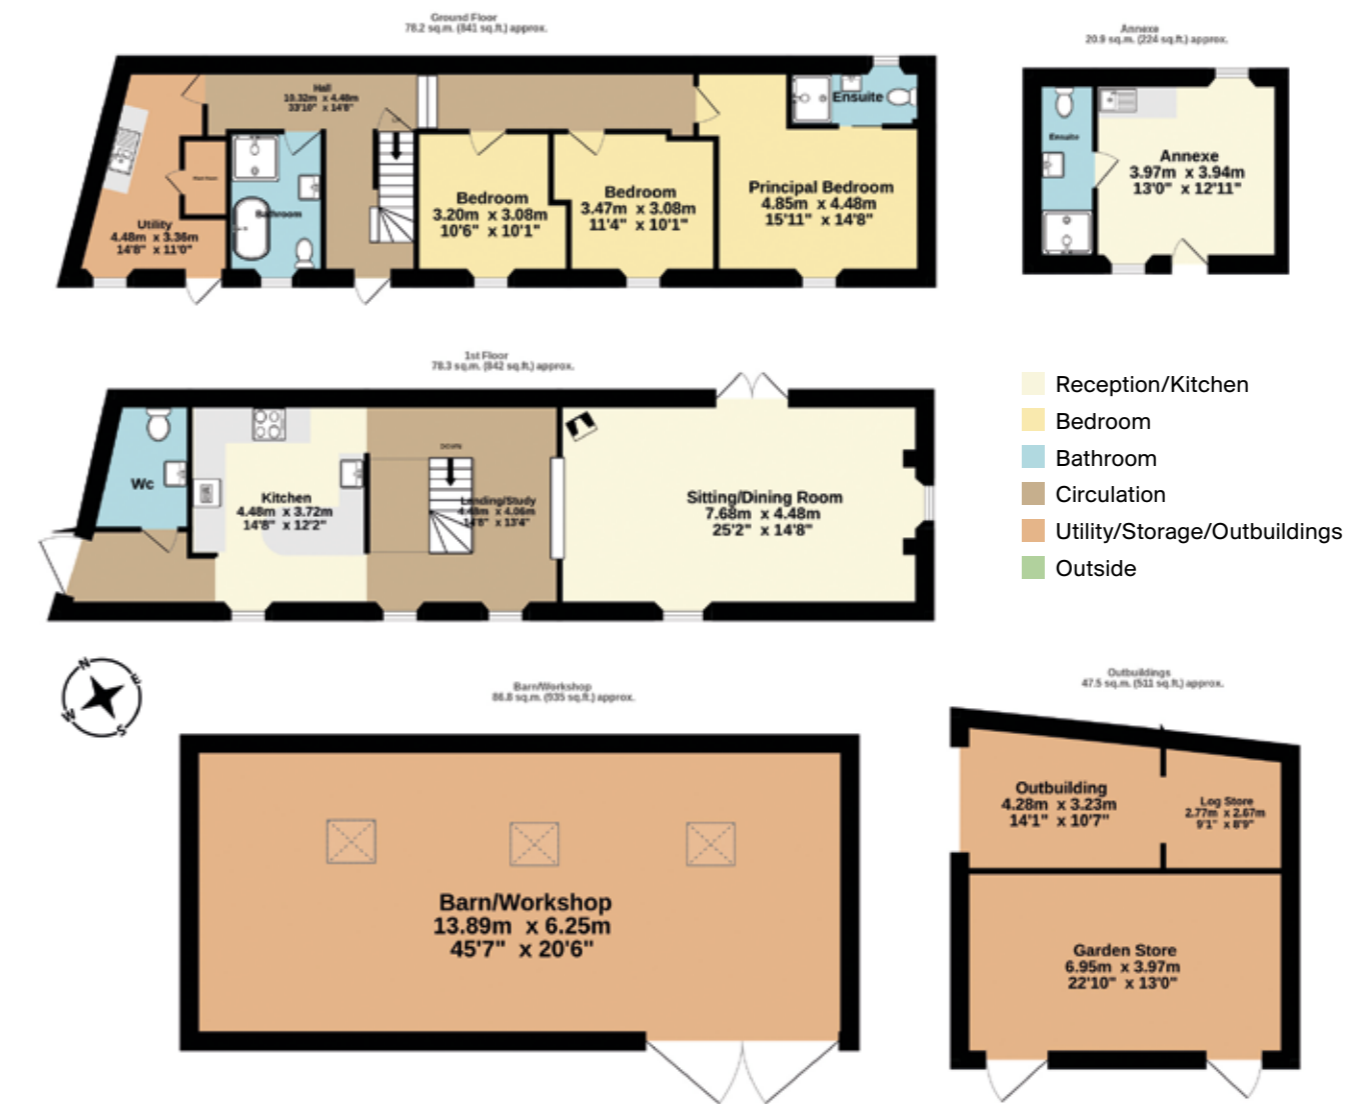 Ground Floor
78.2 sq.m. (841 sq.ft.) approx.
Annexe
20.9 sq.m. (224 sq.ft.) approx.
Hall
10.32m x 4.48m
33'10" x 14'8"
Ensuite
Bathroom
Utility
4.48m x 3.36m
14'8" x 11'0"
Bedroom
3.20m x 3.08m
10'6" x 10'1"
Bedroom
3.47m x 3.08m
11'4" x 10'1"
Principal Bedroom
4.85m x 4.48m
15'11" x 14'8"
Ensuite
Annexe
3.97m x 3.94m
13'0" x 12'11"
1st Floor
78.3 sq.m. (842 sq.ft.) approx.
Wc
Kitchen
4.48m x 3.72m
14'8" x 12'2"
DOWN
Landing/Study
4.48m x 4.06m
14'8" x 13'4"
Sitting/Dining Room
7.68m x 4.48m
25'2" x 14'8"
Reception/Kitchen
Bedroom
Bathroom
Circulation
Utility/Storage/Outbuildings
Outside
N
E
S
W
Barn/Workshop
86.8 sq.m. (935 sq.ft.) approx.
Barn/Workshop
13.89m x 6.25m
45'7" x 20'6"
Outbuildings
47.5 sq.m. (511 sq.ft.) approx.
Outbuilding
4.28m x 3.23m
14'1" x 10'7"
Log Store
2.77m x 2.67m
9'1" x 8'9"
Garden Store
6.95m x 3.97m
22'10" x 13'0"